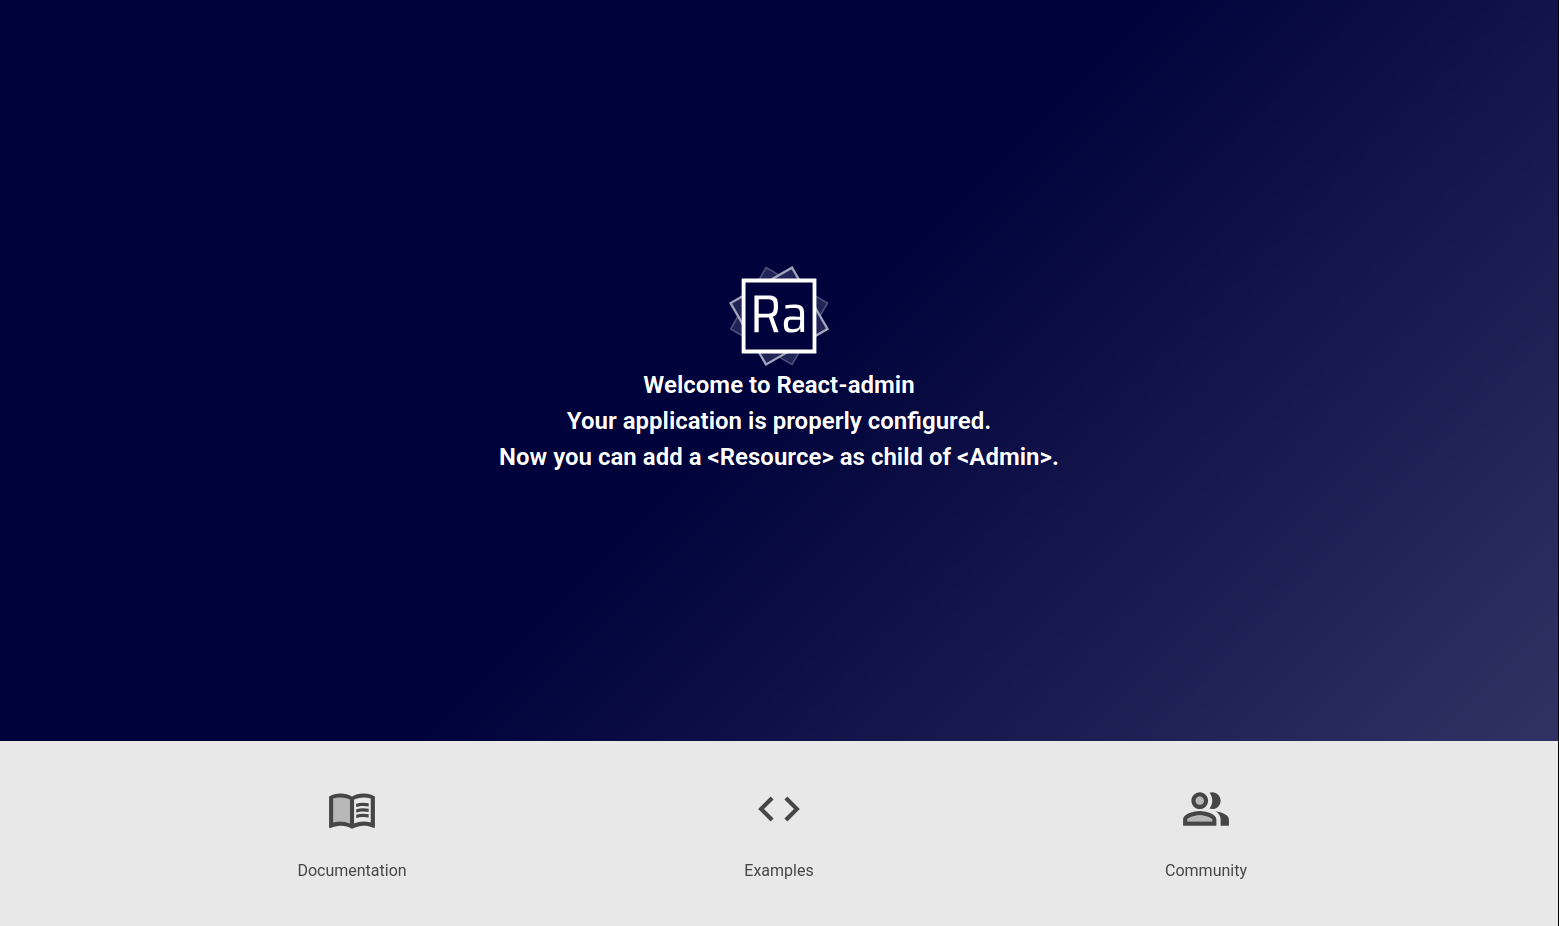 Ra
Welcome to React-admin
Your application is properly configured.
Now you can add a <Resource> as child of <Admin>.
Documentation
Examples
Community